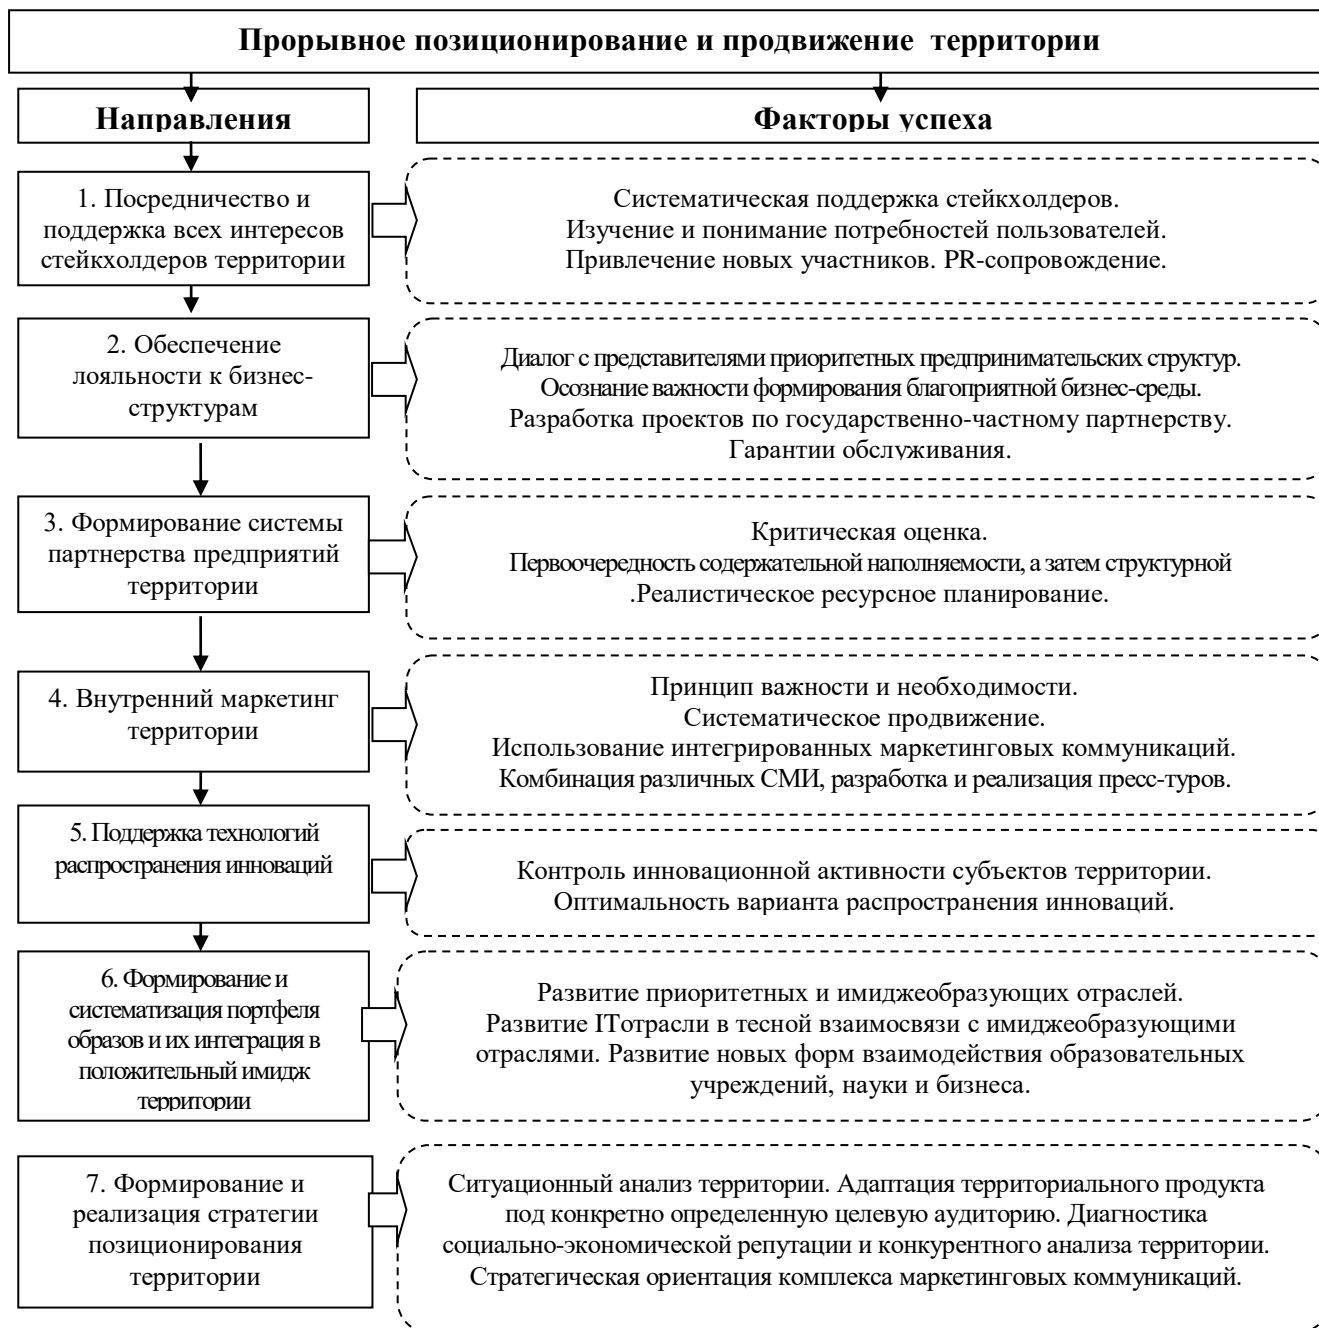 Прорывное позиционирование и продвижение территории
Направления
Факторы успеха
1. Посредничество и
поддержка всех интересов
стейкхолдеров территории
Систематическая поддержка стейкхолдеров.
Изучение и понимание потребностей пользователей.
Привлечение новых участников. PR-сопровождение.
2. Обеспечение
лояльности к бизнес-
структурам
Диалог с представителями приоритетных предпринимательских структур.
Осознание важности формирования благоприятной бизнес-среды.
Разработка проектов по государственно-частному партнерству.
Гарантии обслуживания.
3. Формирование системы
партнерства предприятий
территории
Критическая оценка.
Первоочередность содержательной наполняемости, а затем структурной
.Реалистическое ресурсное планирование.
4. Внутренний маркетинг
территории
Принцип важности и необходимости.
Систематическое продвижение.
Использование интегрированных маркетинговых коммуникаций.
Комбинация различных СМИ, разработка и реализация пресс-туров.
5. Поддержка технологий
распространения инноваций
Контроль инновационной активности субъектов территории.
Оптимальность варианта распространения инноваций.
6. Формирование и
систематизация портфеля
образов и их интеграция в
положительный имидж
территории
Развитие приоритетных и имиджеобразующих отраслей.
Развитие ITотрасли в тесной взаимосвязи с имиджеобразующими
отраслями. Развитие новых форм взаимодействия образовательных
учреждений, науки и бизнеса.
7. Формирование и
реализация стратегии
позиционирования
территории
Ситуационный анализ территории. Адаптация территориального продукта
под конкретно определенную целевую аудиторию. Диагностика
социально-экономической репутации и конкурентного анализа территории.
Стратегическая ориентация комплекса маркетинговых коммуникаций.